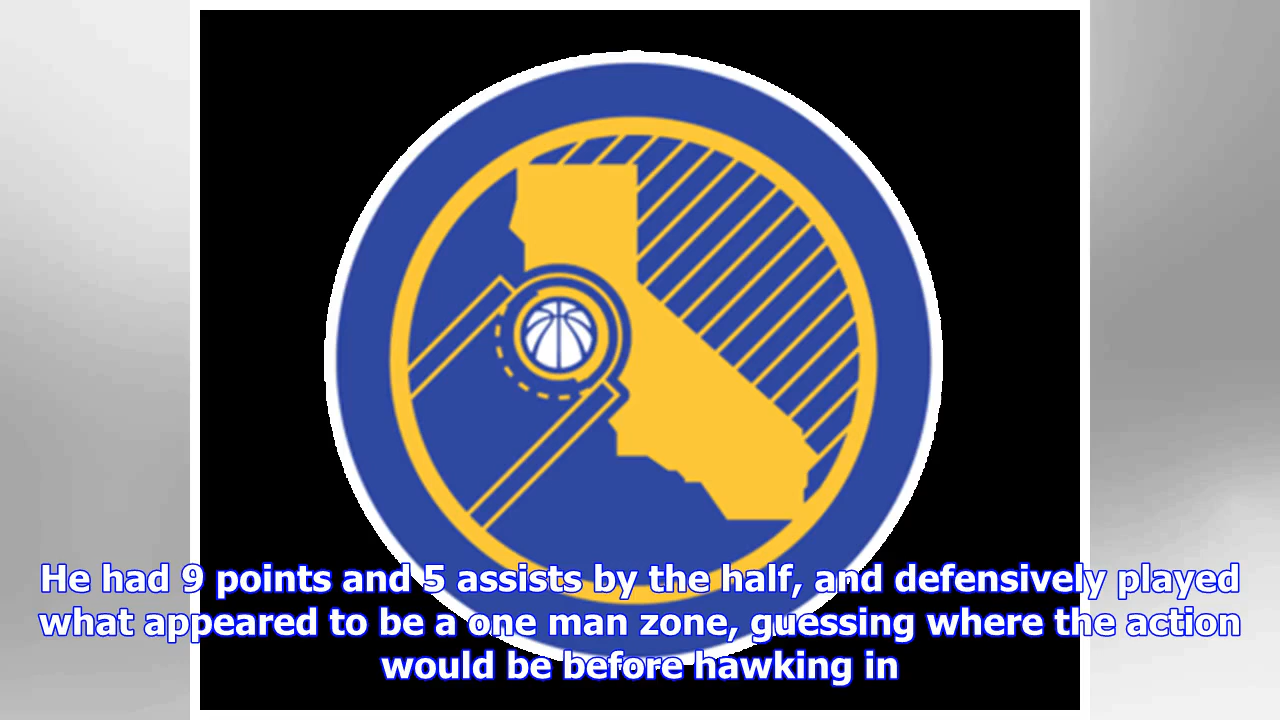 He had 9 points and 5 assists by the half, and defensively played
what appeared to be a one man zone, guessing where the action
would be before hawking in